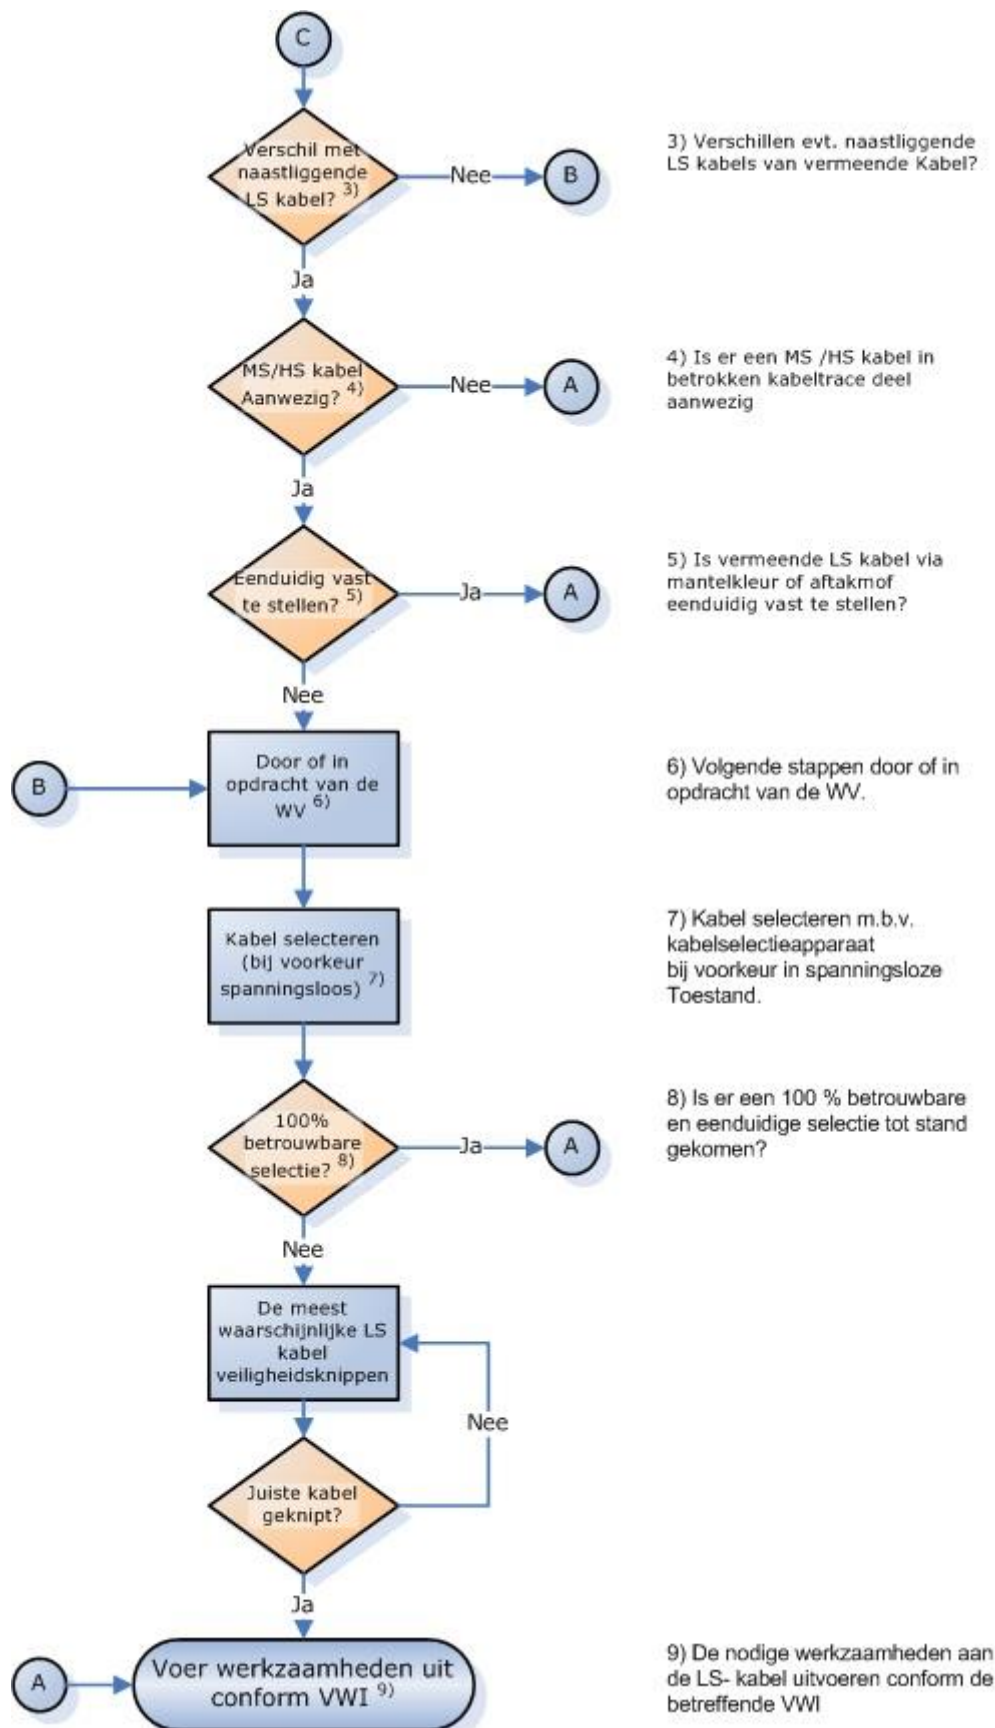 C
Verschil met
naastliggende
LS kabel? 3)
Nee
B
3) Verschillen evt. naastliggende
LS kabels van vermeende Kabel?
Ja
MS/HS kabel
Aanwezig? 4)
Nee
A
4) Is er een MS /HS kabel in
betrokken kabeltrace deel
aanwezig
Ja
Eenduidig vast
te stellen? 5)
Ja
A
5) Is vermeende LS kabel via
mantelkleur of aftakmof
eenduidig vast te stellen?
Nee
B
Door of in
opdracht van de
WV 6)
6) Volgende stappen door of in
opdracht van de WV.
Kabel selecteren
(bij voorkeur
spanningsloos) 7)
7) Kabel selecteren m.b.v.
kabelselectieapparaat
bij voorkeur in spanningsloze
Toestand.
100%
betrouwbare
selectie? 8)
Ja
A
8) Is er een 100 % betrouwbare
en eenduidige selectie tot stand
gekomen?
Nee
De meest
waarschijnlijke LS
kabel
veiligheidsknippen
Nee
Juiste kabel
geknipt?
Ja
A
Voer werkzaamheden uit
conform VWI 9)
9) De nodige werkzaamheden aan
de LS- kabel uitvoeren conform de
betreffende VWI